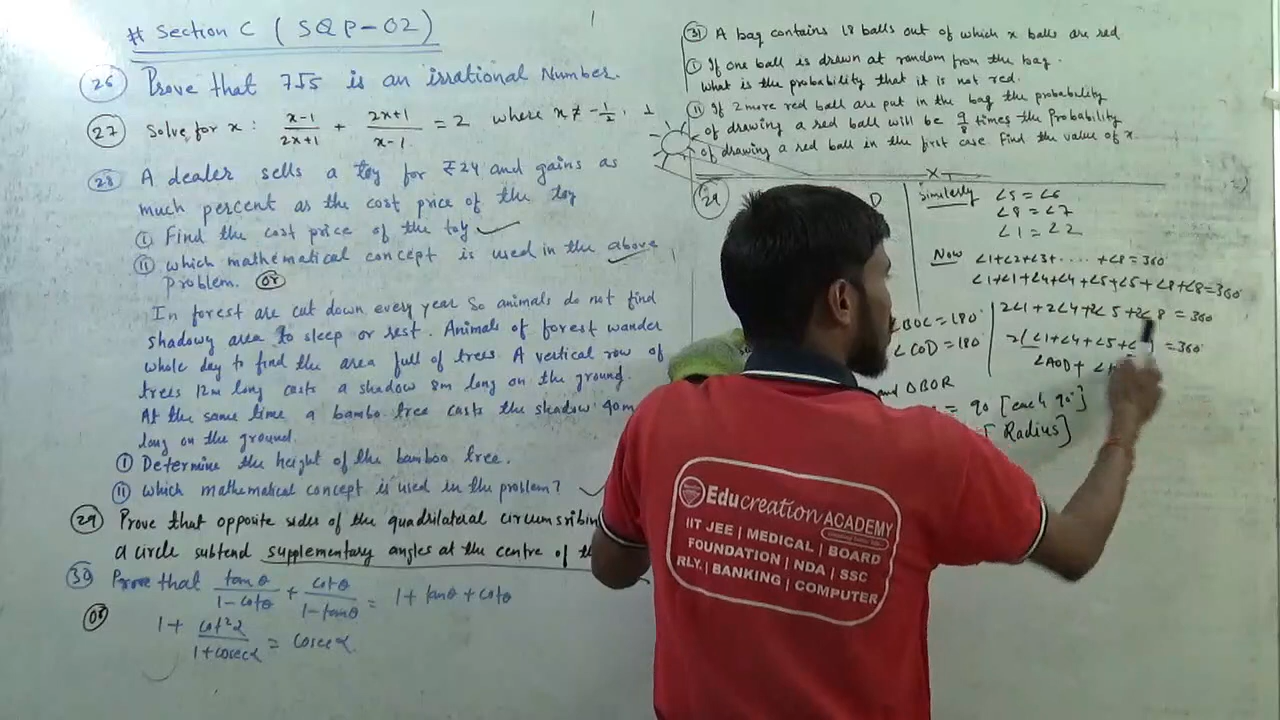 # Section C ( SQP-02)
26 Prove that 7√5 is an irrational Number.
27 Solve for x : (x-1)/(2x+1) + (2x+1)/(x-1) = 2 where x ≠ -1/2, 1
28 A dealer sells a toy for ₹24 and gains as
much percent as the cost price of the toy
(i) Find the cost price of the toy
(ii) which mathematical concept is used in the above
problem. (or)
In forest are cut down every year so animals do not find
shadowy area to sleep or rest. Animals of forest wander
whole day to find the area full of trees. A vertical row of
trees 12m long casts a shadow 8m long on the ground.
At the same time a bambo tree casts the shadow 40m
long on the ground.
(i) Determine the height of the bamboo tree.
(ii) which mathematical concept is used in the problem?
29 Prove that opposite sides of the quadrilateral circumsribin
a circle subtend supplementary angles at the centre of
30 Prove that tanθ/(1-cotθ) + cotθ/(1-tanθ) = 1+tanθ+cotθ
(or) 1+ cot²α/(1+cosecα) = cosecα
31 A bag contains 18 balls out of which x balls are red
(i) If one ball is drawn at random from the bag.
what is the probability that it is not red.
(ii) If 2 more red ball are put in the bag the probability
of drawing a red ball will be 9/8 times the Probability
of drawing a red ball in the first case. Find the value of x.
29
D
BOC = 180°
∠COD = 180
and ΔBOR
= 90 [each 90°]
Radius]
Similarly ∠5 = ∠6
∠8 = ∠7
∠1 = ∠2
Now ∠1+∠2+∠3+.....+∠8=360°
∠1+∠1+∠4+∠4+∠5+∠5+∠8+∠8=360°
2∠1+2∠4+2∠5+2∠8 = 360
2(∠1+∠4+∠5+ =360°
∠AOD+
Educreation ACADEMY
IIT JEE | MEDICAL | BOARD
FOUNDATION | NDA | SSC
RLY. | BANKING | COMPUTER